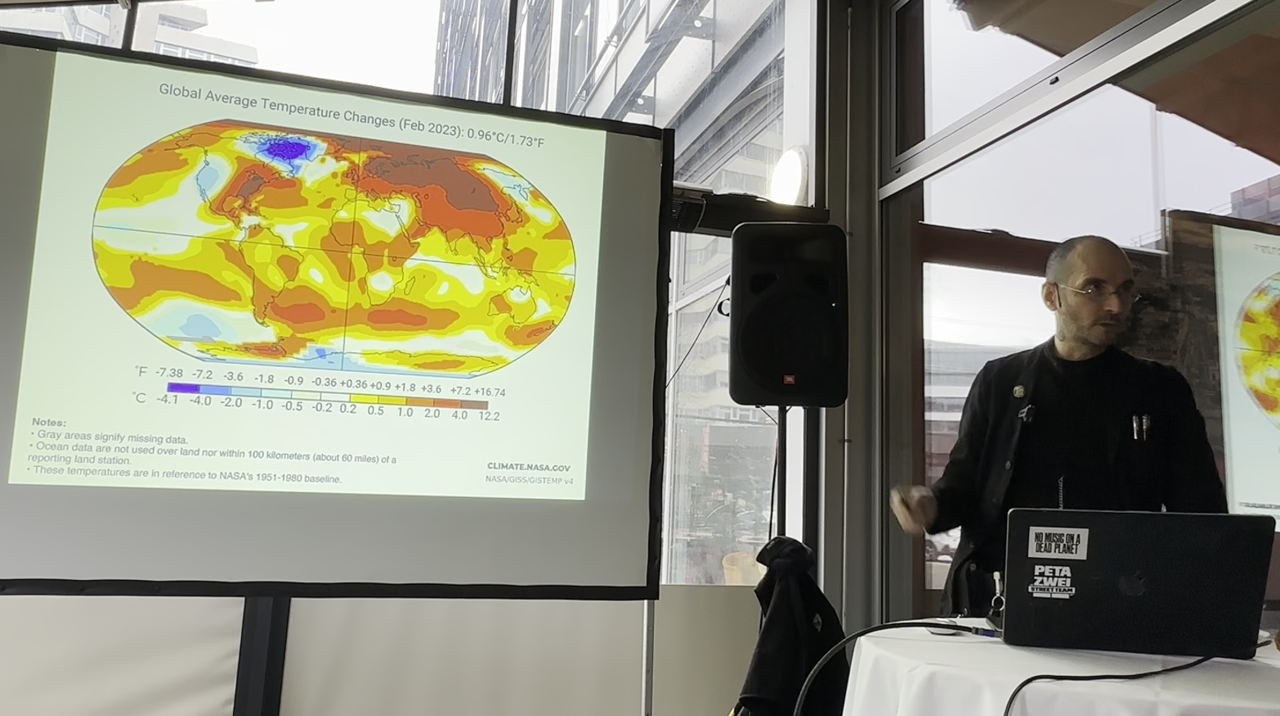 Global Average Temperature Changes (Feb 2023): 0.96°C/1.73°F
°F -7.38 -7.2 -3.6 -1.8 -0.9 -0.36 +0.36 +0.9 +1.8 +3.6 +7.2 +16.74
°C -4.1 -4.0 -2.0 -1.0 -0.5 -0.2 0.2 0.5 1.0 2.0 4.0 12.2
Notes:
• Gray areas signify missing data.
• Ocean data are not used over land nor within 100 kilometers (about 60 miles) of a
reporting land station.
• These temperatures are in reference to NASA's 1951-1980 baseline.
CLIMATE.NASA.GOV
NASA/GISS/GISTEMP v4
JBL
NO MUSIC ON A
DEAD PLANET
PETA
ZWEI
STREET TEAM